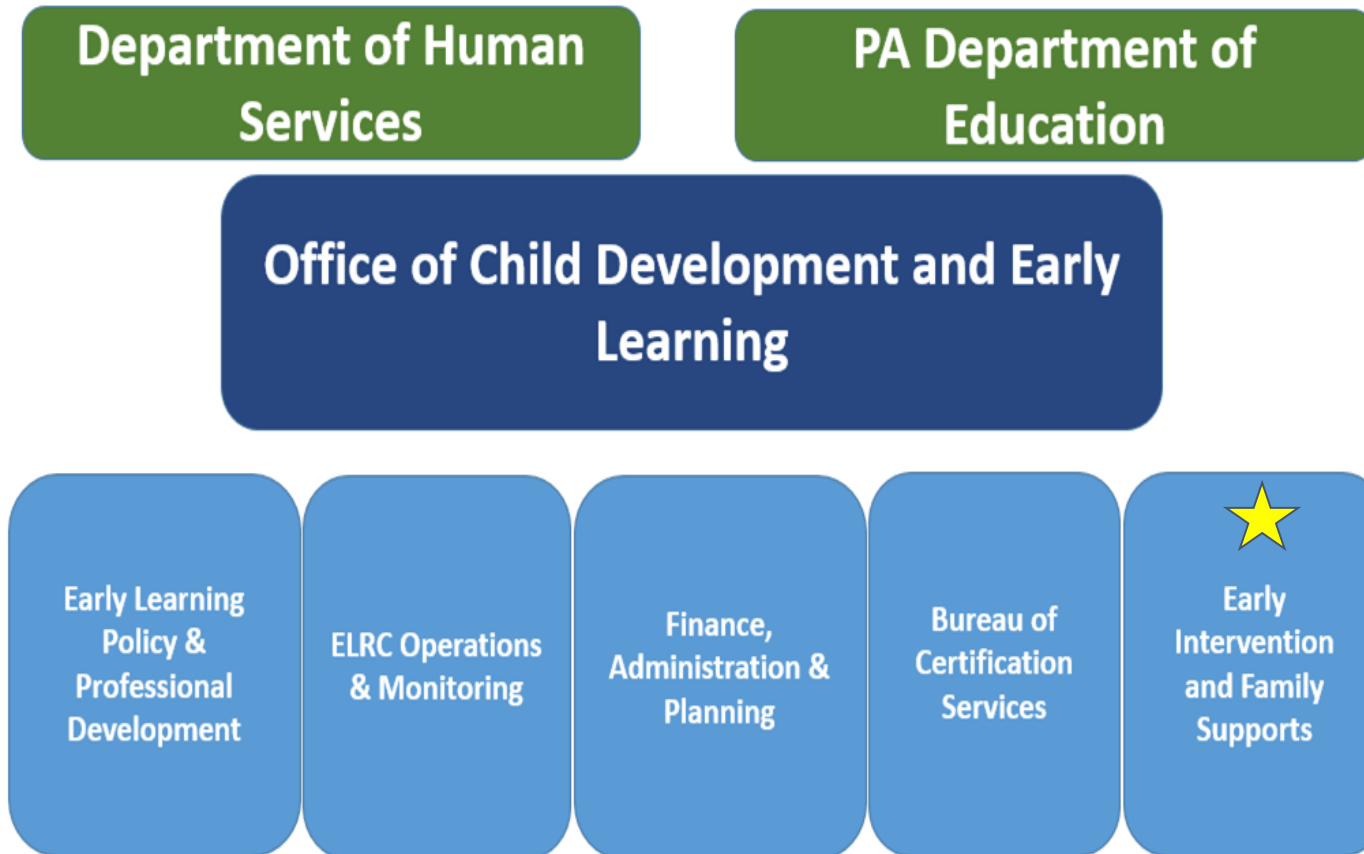 Department of Human
Services
PA Department of
Education
Office of Child Development and Early
Learning
Early Learning
Policy &
Professional
Development
ELRC Operations
& Monitoring
Finance,
Administration &
Planning
Bureau of
Certification
Services
Early
Intervention
and Family
Supports